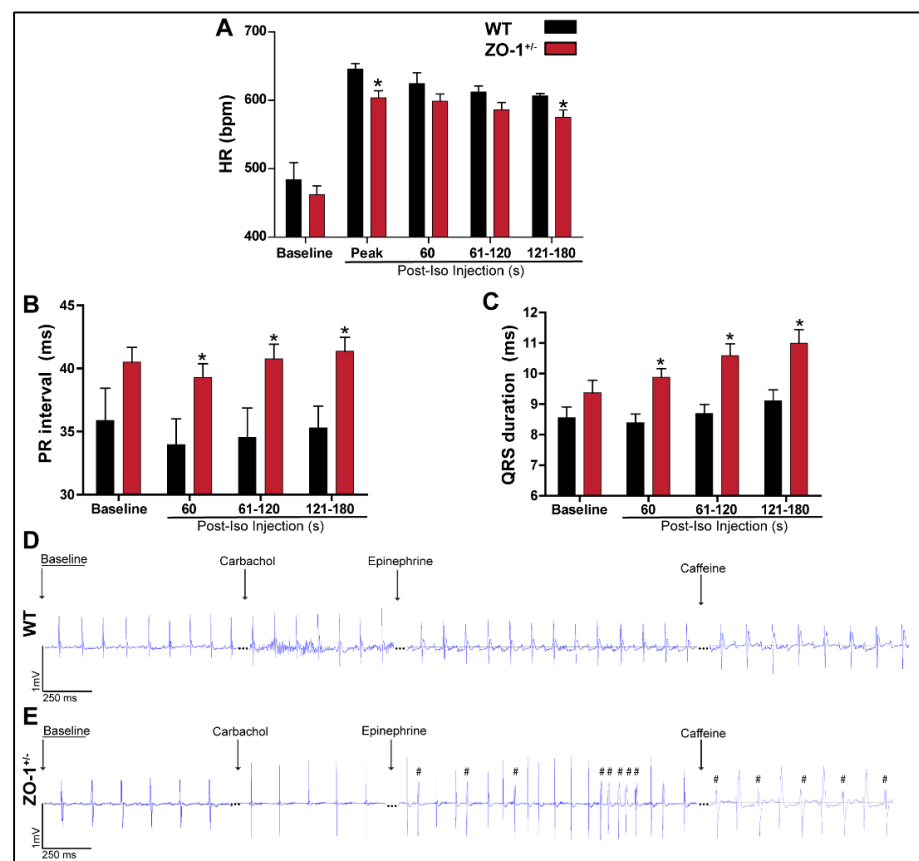 A
WT
ZO-1+/-
700
600
500
400
HR (bpm)
*
*
Baseline
Peak
60
61-120
121-180
Post-Iso Injection (s)
B
45
40
35
30
PR interval (ms)
*
*
*
Baseline
60
61-120
121-180
Post-Iso Injection (s)
C
12
11
10
9
8
7
6
QRS duration (ms)
*
*
*
Baseline
60
61-120
121-180
Post-Iso Injection (s)
D
Baseline
Carbachol
Epinephrine
Caffeine
WT
1mV
250 ms
E
Baseline
Carbachol
Epinephrine
Caffeine
ZO-1+/-
# # # # # # # # # # # # #
1mV
250 ms